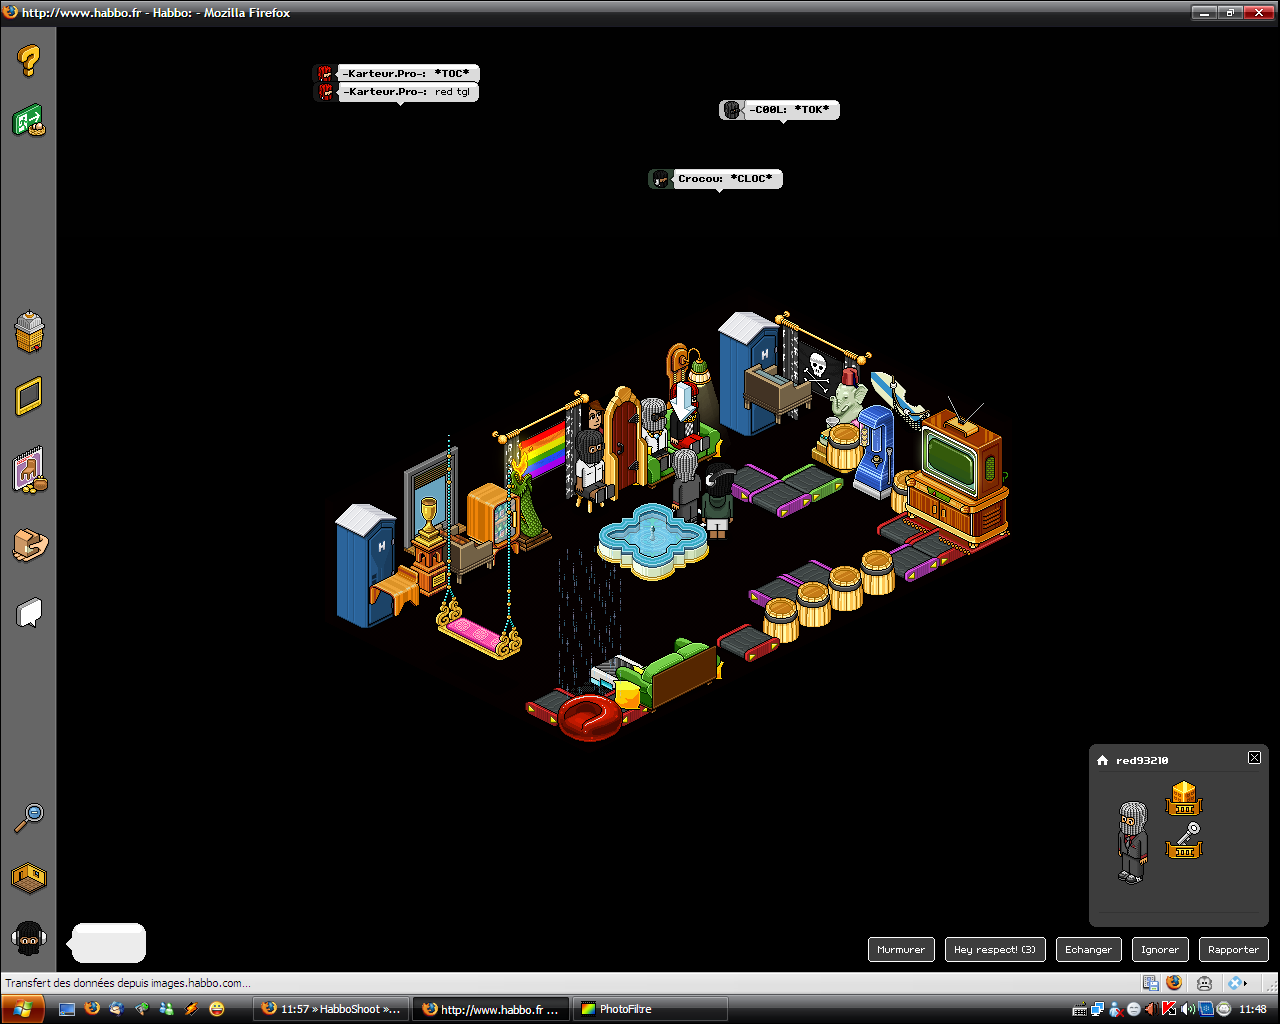 http://www.habbo.fr - Habbo: - Mozilla Firefox
-Karteur.Pro-: *TOC*
-Karteur.Pro-: red tgl
-C00L: *TOK*
Crocou: *CLOC*
H
H
red93210
Murmurer
Hey respect! (3)
Echanger
Ignorer
Rapporter
Transfert des données depuis images.habbo.com...
11:57 » HabboShoot »...
http://www.habbo.fr ...
PhotoFiltre
11:48